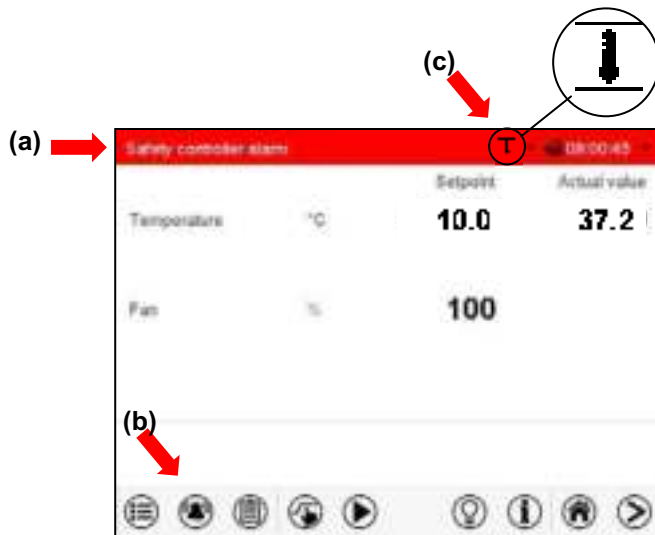 (c)
(a)
Safety controller alarm T 08:00:45
Setpoint Actual value
Temperature °C 10.0 37.2
Fan % 100
(b)